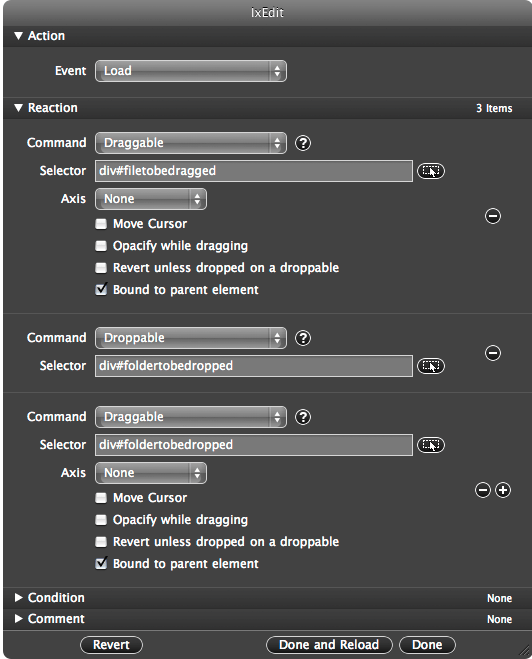 IxEdit
Action
Event Load
Reaction 3 Items
Command Draggable ?
Selector div#filetobedragged
Axis None
Move Cursor
Opacify while dragging
Revert unless dropped on a droppable
Bound to parent element
Command Droppable ?
Selector div#foldertobedropped
Command Draggable ?
Selector div#foldertobedropped
Axis None
Move Cursor
Opacify while dragging
Revert unless dropped on a droppable
Bound to parent element
Condition None
Comment None
Revert Done and Reload Done